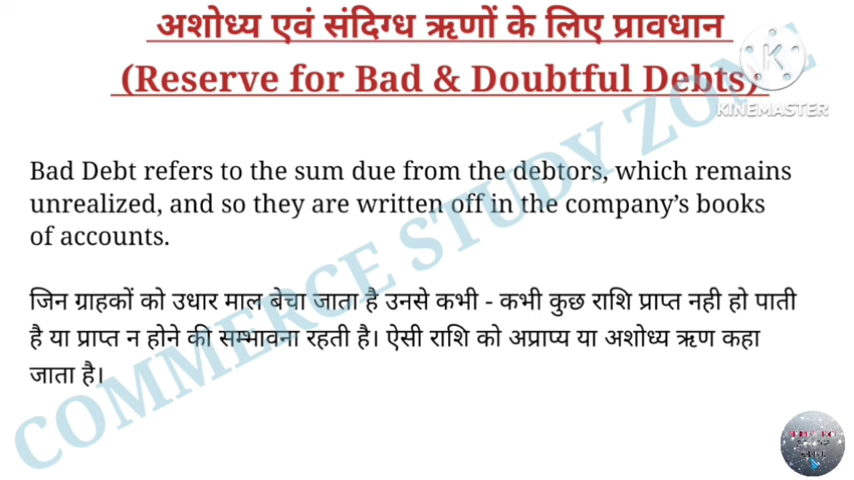 अशोध्य एवं संदिग्ध ऋणों के लिए प्रावधान
(Reserve for Bad & Doubtful Debts)
KINEMASTER
Bad Debt refers to the sum due from the debtors, which remains
unrealized, and so they are written off in the company's books
of accounts.
जिन ग्राहकों को उधार माल बेचा जाता है उनसे कभी - कभी कुछ राशि प्राप्त नही हो पाती
है या प्राप्त न होने की सम्भावना रहती है। ऐसी राशि को अप्राप्य या अशोध्य ऋण कहा
जाता है।
COMMERCE STUDY ZONE